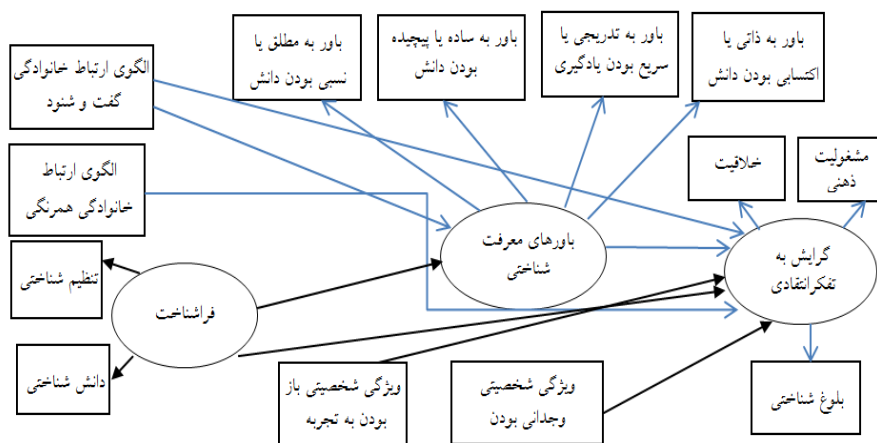 باور به ذاتی یا
اکتسابی بودن دانش
باور به تدریجی یا
سریع بودن یادگیری
باور به ساده یا پیچیده
بودن دانش
باور به مطلق یا
نسبی بودن دانش
الگوی ارتباط خانوادگی
گفت و شنود
الگوی ارتباط
خانوادگی همرنگی
مشغولیت
ذهنی
خلاقیت
باورهای معرفت
شناختی
گرایش به
تفکرانتقادی
تنظیم شناختی
فراشناخت
دانش شناختی
ویژگی شخصیتی باز
بودن به تجربه
ویژگی شخصیتی
وجدانی بودن
بلوغ شناختی